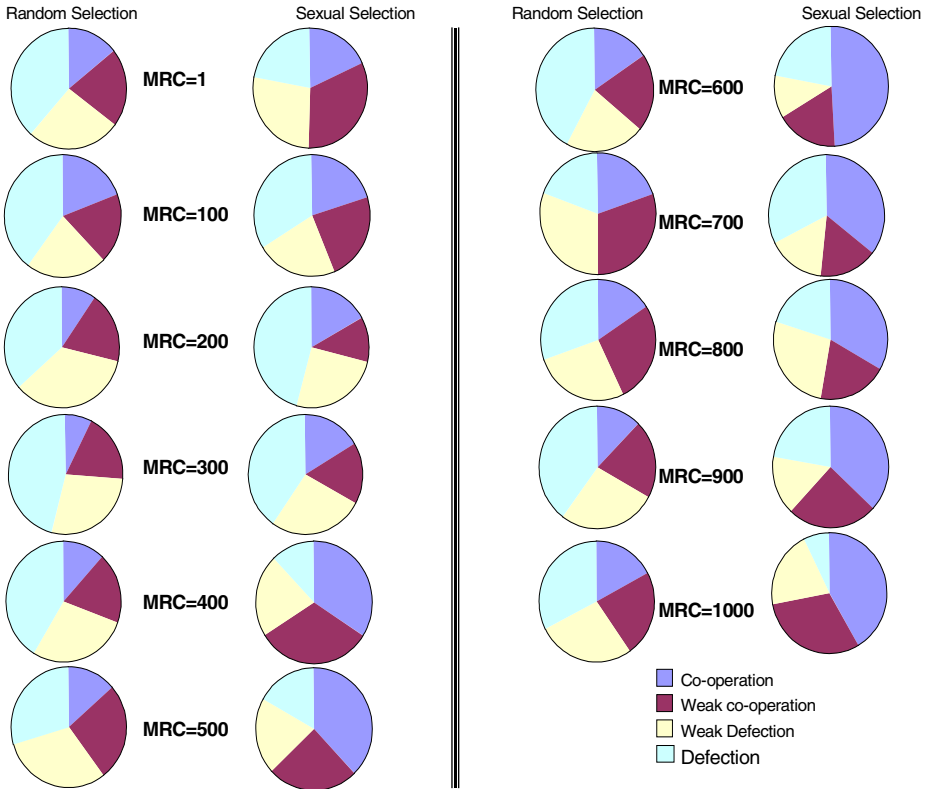 Random Selection
Sexual Selection
MRC=1
MRC=100
MRC=200
MRC=300
MRC=400
MRC=500
Random Selection
Sexual Selection
MRC=600
MRC=700
MRC=800
MRC=900
MRC=1000
Co-operation
Weak co-operation
Weak Defection
Defection